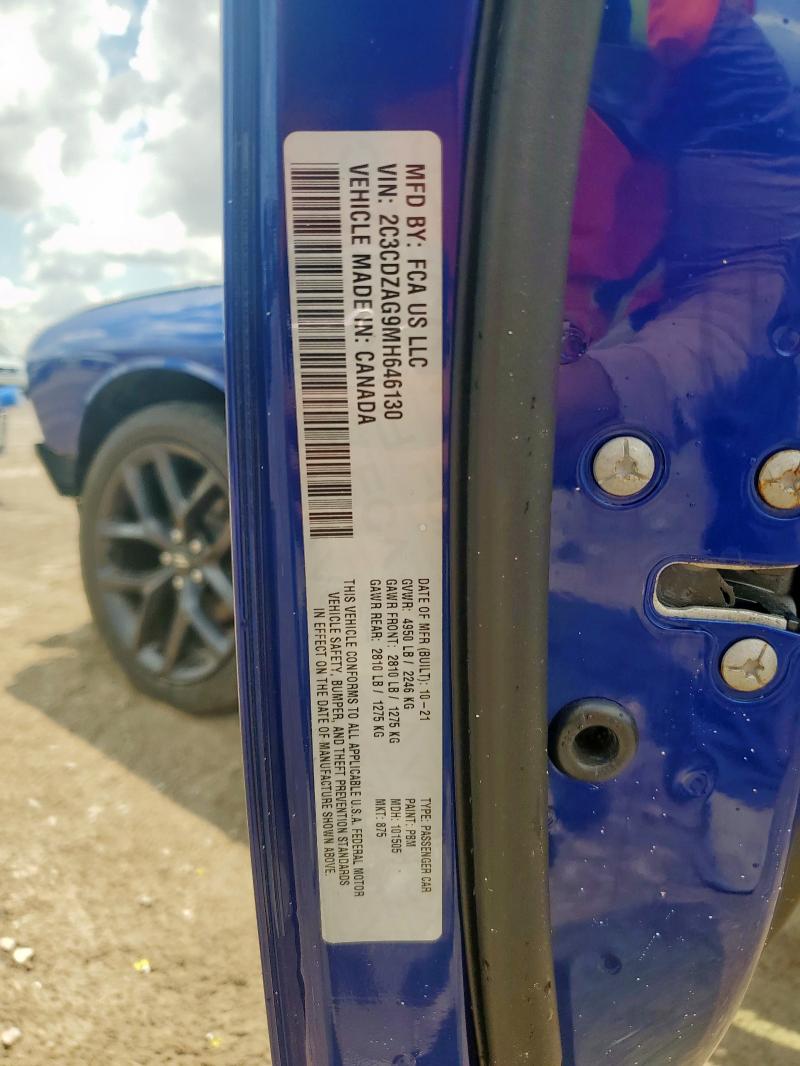 MFD BY: FCA US LLC
VIN: 2C3CDZAG9MH646130
VEHICLE MADE IN: CANADA
DATE OF MFR (BUILT): 10-21
GVWR: 4950 LB / 2246 KG
GAWR FRONT: 2810 LB / 1275 KG
GAWR REAR: 2810 LB / 1275 KG
TYPE: PASSENGER CAR
PAINT: PBM
MDH: 101505
MKT: 875
THIS VEHICLE CONFORMS TO ALL APPLICABLE U.S.A. FEDERAL MOTOR
VEHICLE SAFETY, BUMPER, AND THEFT PREVENTION STANDARDS
IN EFFECT ON THE DATE OF MANUFACTURE SHOWN ABOVE.